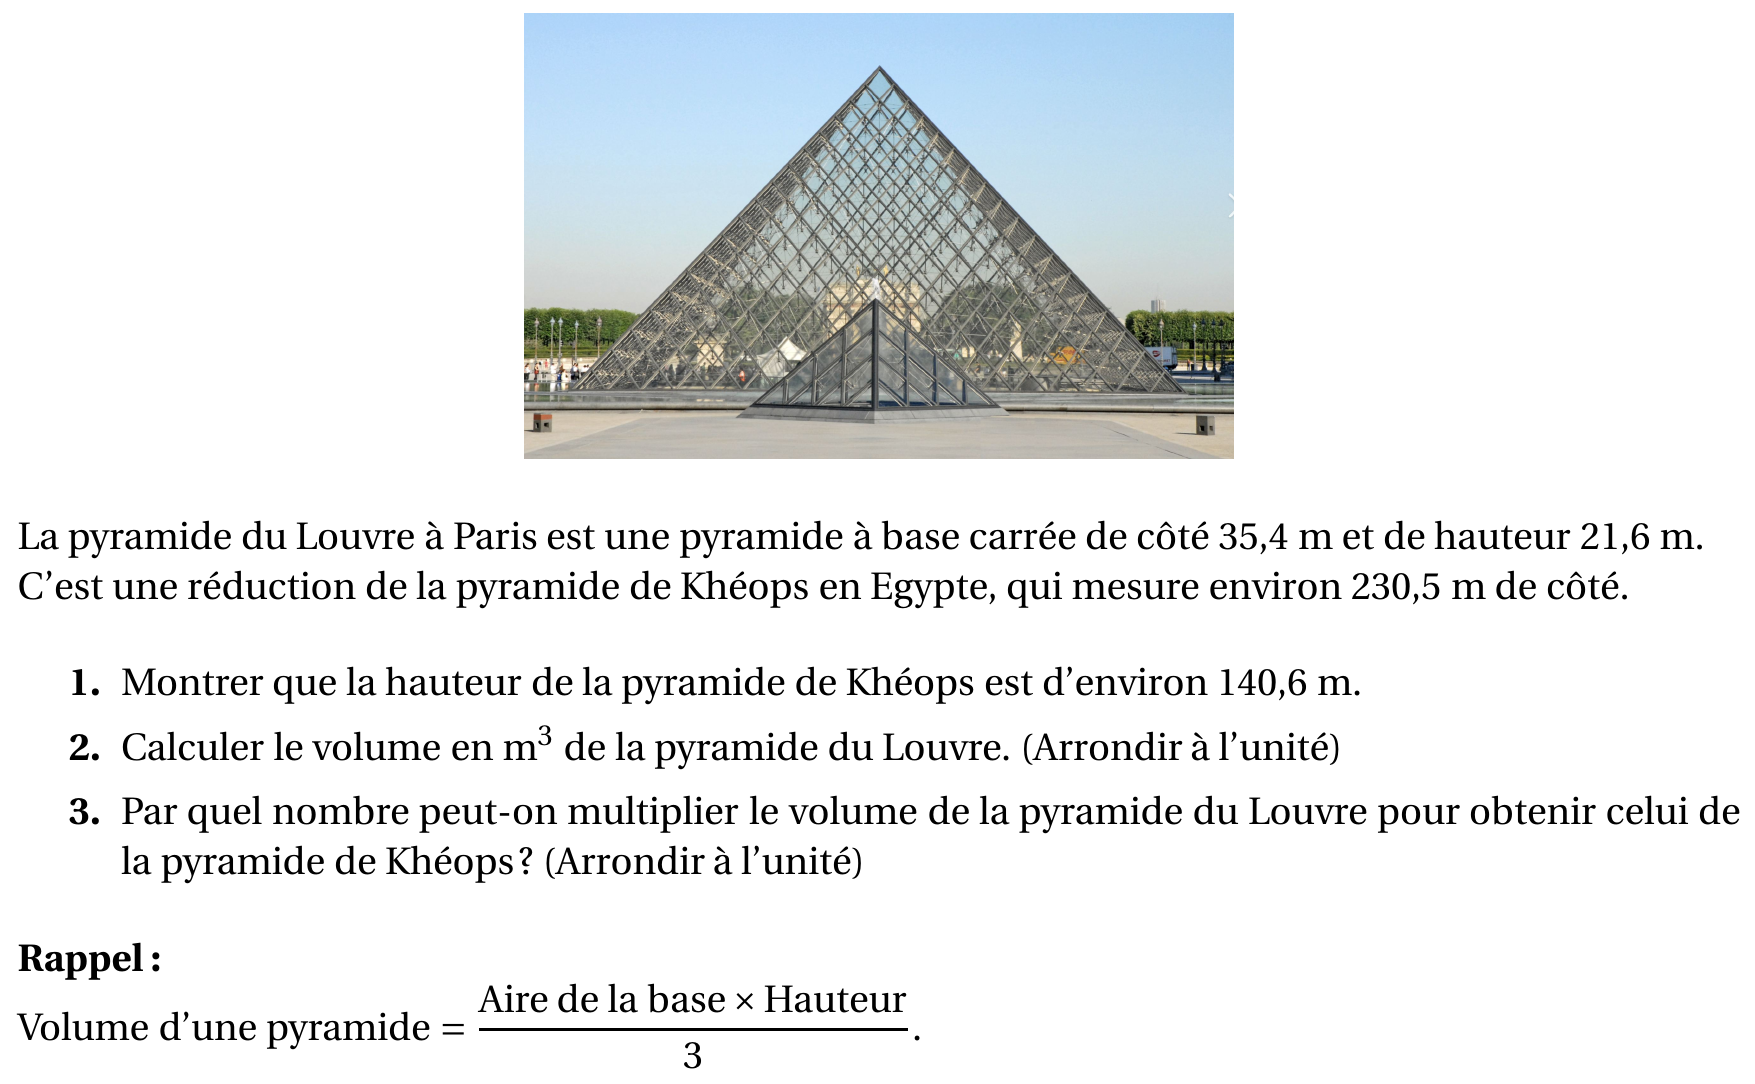 La pyramide du Louvre à Paris est une pyramide à base carrée de côté 35,4 m et de hauteur 21,6 m.
C’est une réduction de la pyramide de Khéops en Egypte, qui mesure environ 230,5 m de côté.
1. Montrer que la hauteur de la pyramide de Khéops est d’environ 140,6 m.
2. Calculer le volume en m³ de la pyramide du Louvre. (Arrondir à l’unité)
3. Par quel nombre peut-on multiplier le volume de la pyramide du Louvre pour obtenir celui de
la pyramide de Khéops ? (Arrondir à l’unité)
Rappel :
Volume d’une pyramide = Aire de la base × Hauteur / 3.